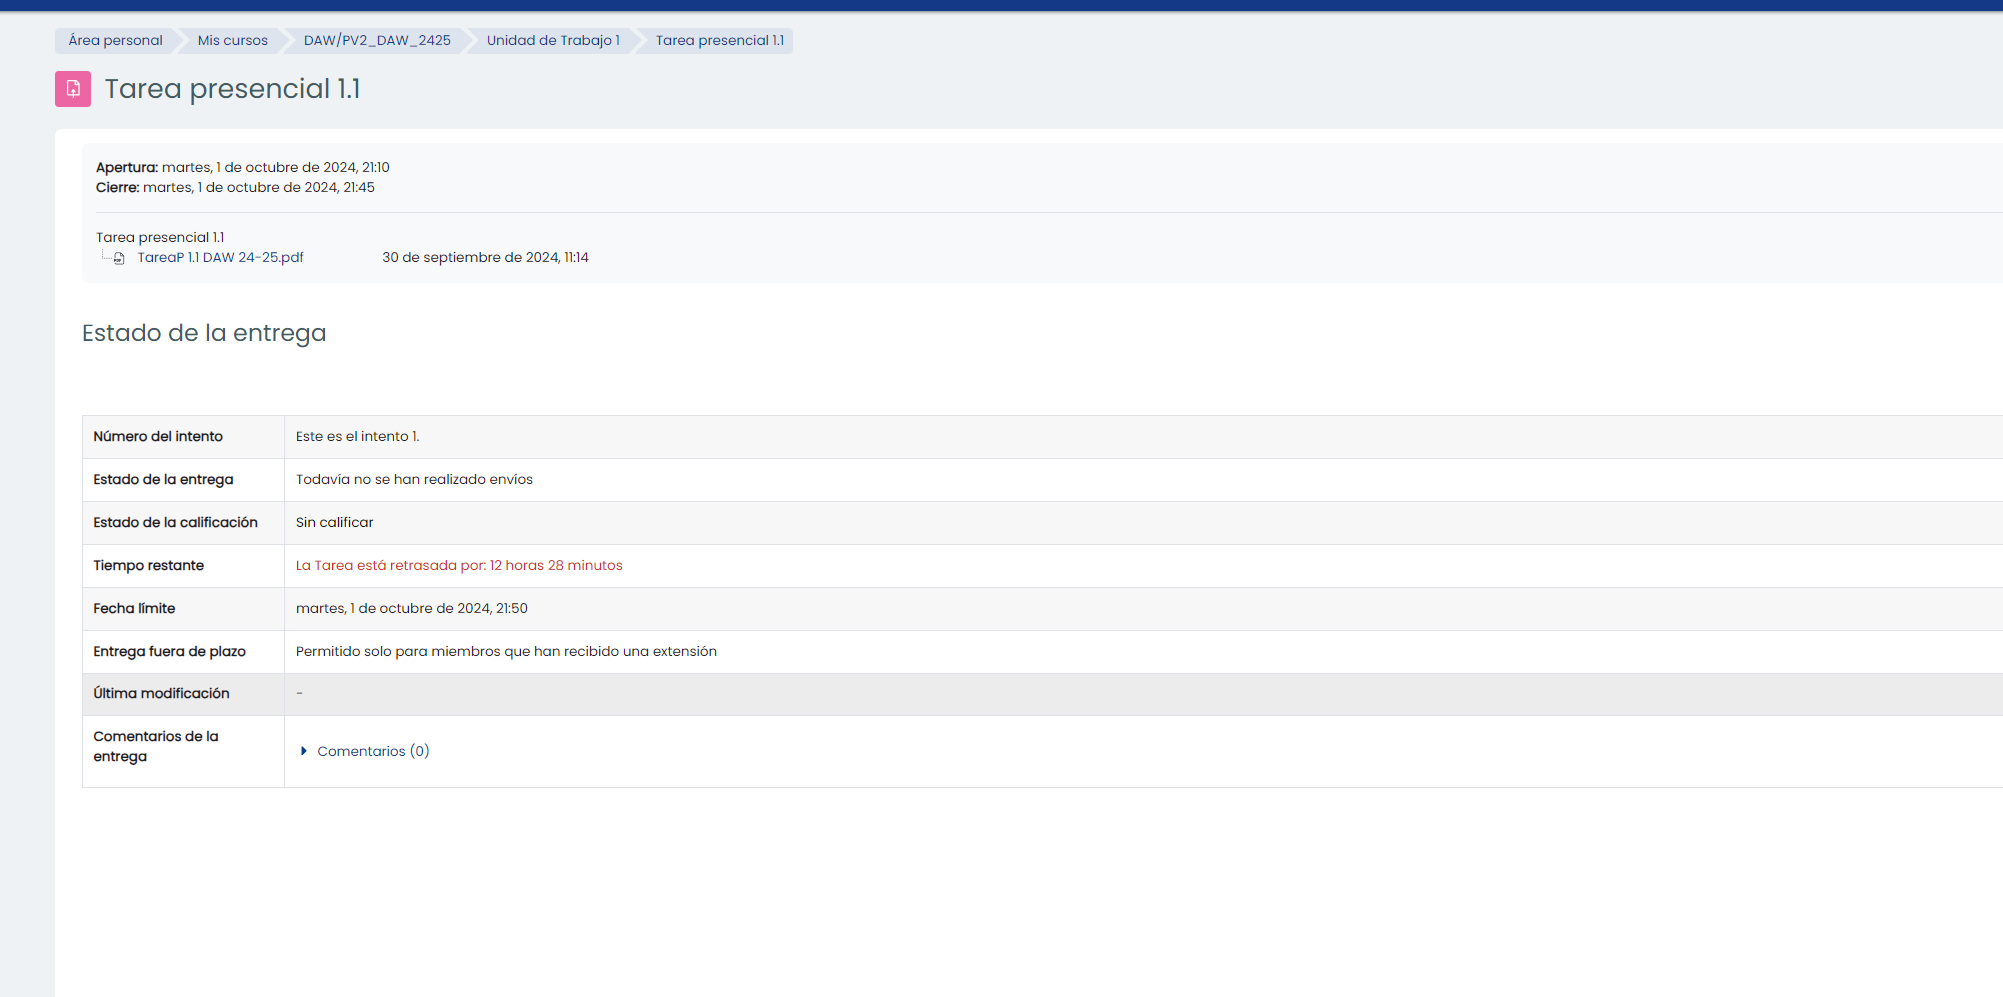 Área personal
Mis cursos
DAW/PV2_DAW_2425
Unidad de Trabajo 1
Tarea presencial 1.1
Tarea presencial 1.1
Apertura: martes, 1 de octubre de 2024, 21:10
Cierre: martes, 1 de octubre de 2024, 21:45
Tarea presencial 1.1
TareaP 1.1 DAW 24-25.pdf 30 de septiembre de 2024, 11:14
Estado de la entrega
Número del intento Este es el intento 1.
Estado de la entrega Todavía no se han realizado envíos
Estado de la calificación Sin calificar
Tiempo restante La Tarea está retrasada por: 12 horas 28 minutos
Fecha límite martes, 1 de octubre de 2024, 21:50
Entrega fuera de plazo Permitido solo para miembros que han recibido una extensión
Última modificación -
Comentarios de la
entrega
Comentarios (0)